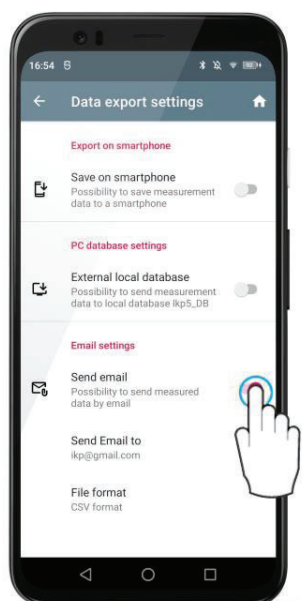 16:54
Data export settings
Export on smartphone
Save on smartphone
Possibility to save measurement
data to a smartphone
PC database settings
External local database
Possibility to send measurement
data to local database Ikp5_DB
Email settings
Send email
Possibility to send measured
data by email
Send Email to
ikp@gmail.com
File format
CSV format